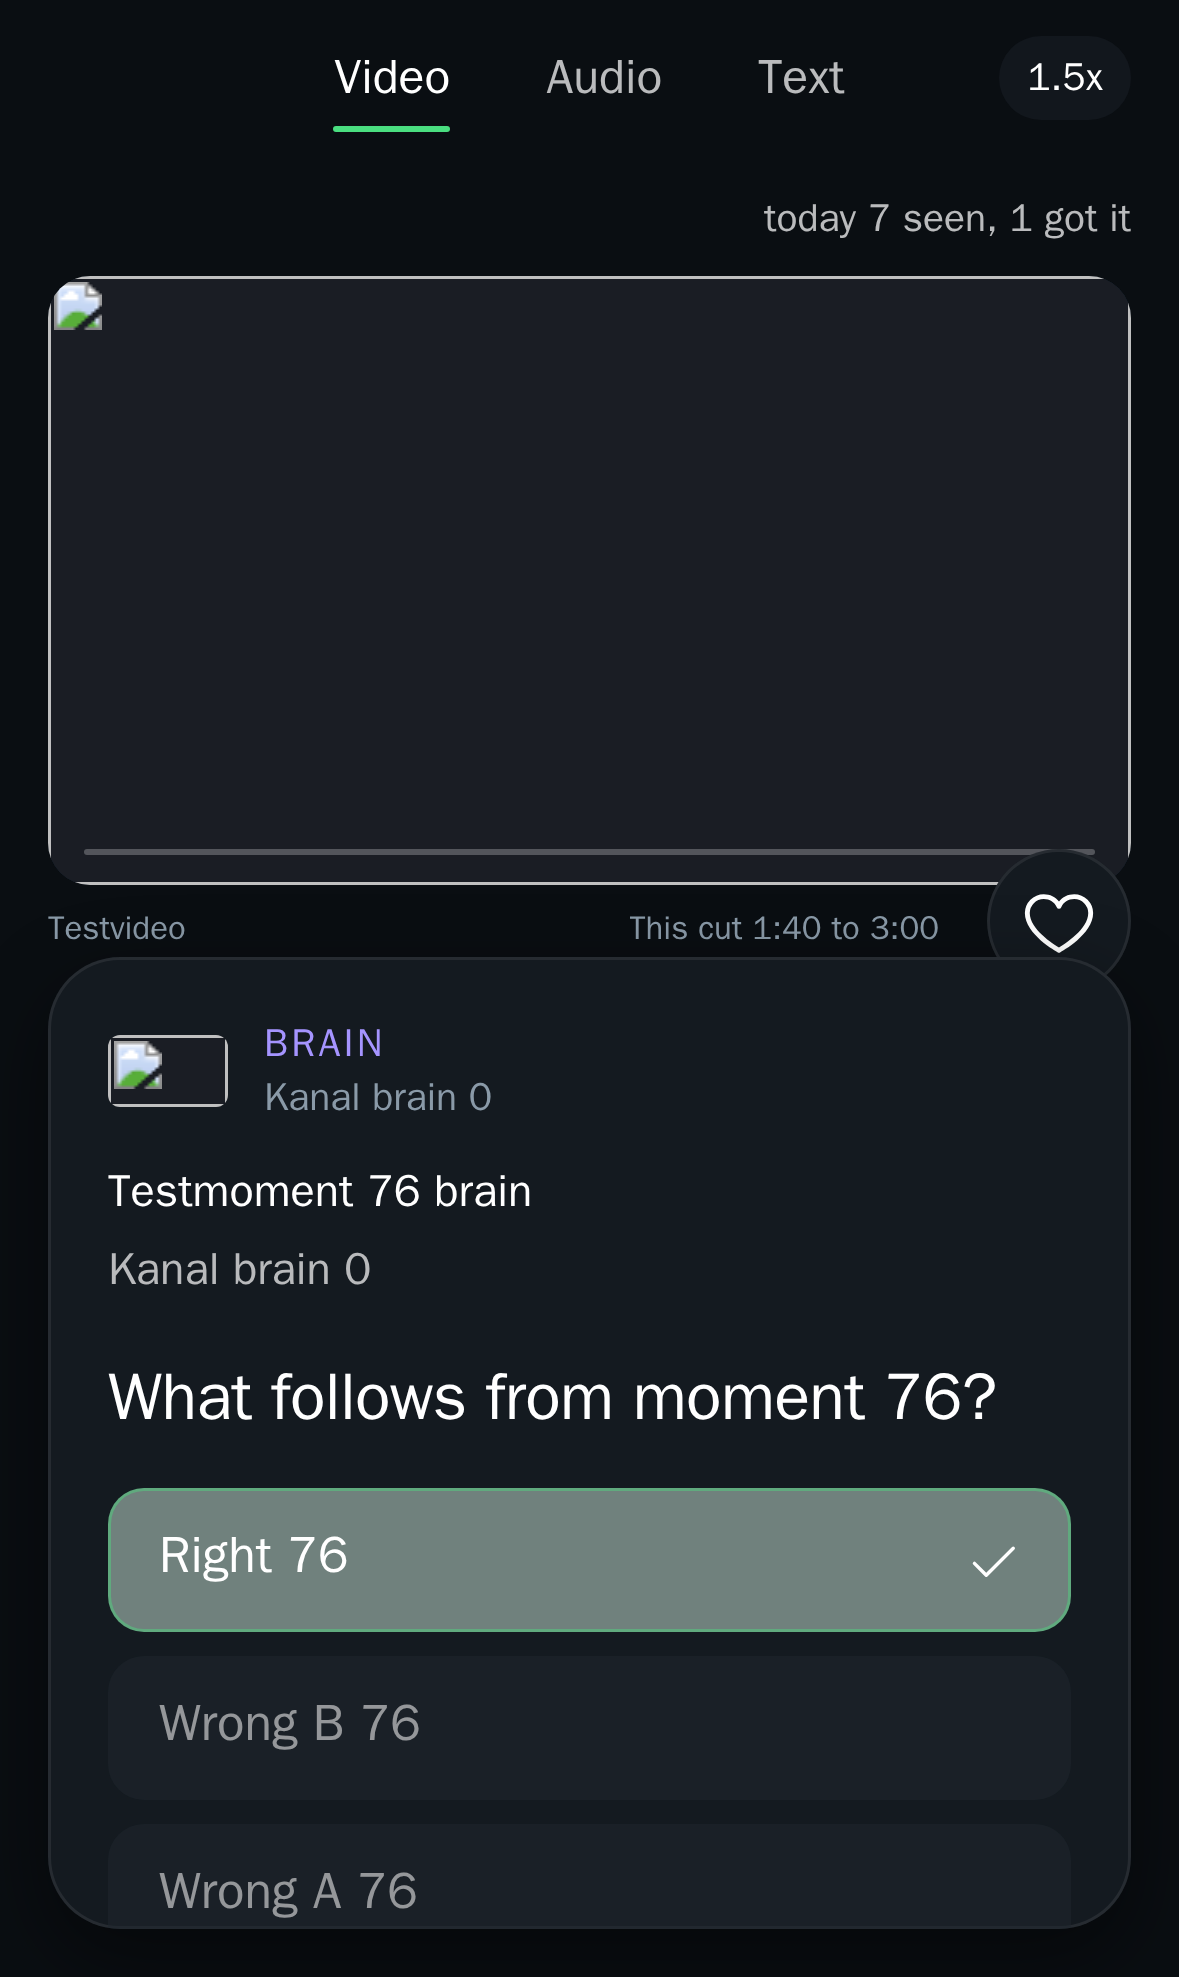 Video Audio Text 1.5x
today 7 seen, 1 got it
Testvideo This cut 1:40 to 3:00
BRAIN
Kanal brain 0
Testmoment 76 brain
Kanal brain 0
What follows from moment 76?
Right 76
Wrong B 76
Wrong A 76